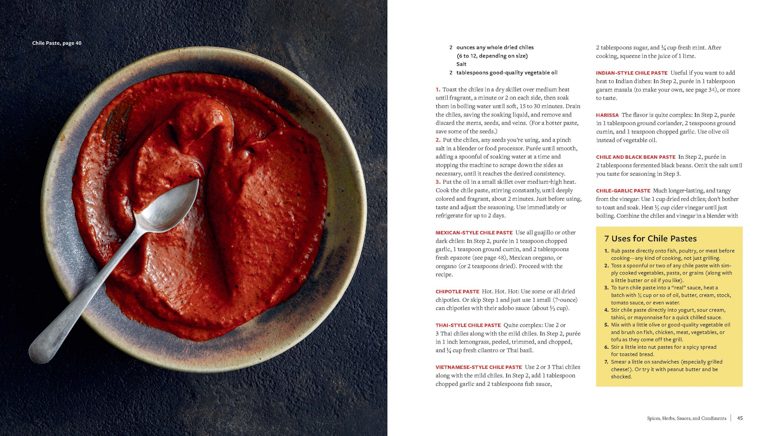 Chile Paste, page 40
2 ounces any whole dried chiles
(6 to 12, depending on size)
Salt
2 tablespoons good-quality vegetable oil
1. Toast the chiles in a dry skillet over medium heat
until fragrant, a minute or 2 on each side, then soak
them in boiling water until soft, 15 to 30 minutes. Drain
the chiles, saving the soaking liquid, and remove and
discard the stems, seeds, and veins. (For a hotter paste,
save some of the seeds.)
2. Put the chiles, any seeds you're using, and a pinch
salt in a blender or food processor. Purée until smooth,
adding a spoonful of soaking water at a time and
stopping the machine to scrape down the sides as
necessary, until it reaches the desired consistency.
3. Put the oil in a small skillet over medium-high heat.
Cook the chile paste, stirring constantly, until deeply
colored and fragrant, about 2 minutes. Just before using,
taste and adjust the seasoning. Use immediately or
refrigerate for up to 2 days.
MEXICAN-STYLE CHILE PASTE Use all guajillo or other
dark chiles: In Step 2, purée in 1 teaspoon chopped
garlic, 1 teaspoon ground cumin, and 2 tablespoons
fresh epazote (see page 48), Mexican oregano, or
oregano (or 2 teaspoons dried). Proceed with the
recipe.
CHIPOTLE PASTE Hot. Hot. Hot: Use some or all dried
chipotles. Or skip Step 1 and just use 1 small (7-ounce)
can chipotles with their adobo sauce (about ⅔ cup).
THAI-STYLE CHILE PASTE Quite complex: Use 2 or
3 Thai chiles along with the mild chiles. In Step 2, purée
in 1 inch lemongrass, peeled, trimmed, and chopped,
and ¼ cup fresh cilantro or Thai basil.
VIETNAMESE-STYLE CHILE PASTE Use 2 or 3 Thai chiles
along with the mild chiles. In Step 2, add 1 tablespoon
chopped garlic and 2 tablespoons fish sauce,
2 tablespoons sugar, and ¼ cup fresh mint. After
cooking, squeeze in the juice of 1 lime.
INDIAN-STYLE CHILE PASTE Useful if you want to add
heat to Indian dishes: In Step 2, purée in 1 tablespoon
garam masala (to make your own, see page 34), or more
to taste.
HARISSA The flavor is quite complex: In Step 2, purée
in 1 tablespoon ground coriander, 2 teaspoons ground
cumin, and 1 teaspoon chopped garlic. Use olive oil
instead of vegetable oil.
CHILE AND BLACK BEAN PASTE In Step 2, purée in
2 tablespoons fermented black beans. Omit the salt until
you taste for seasoning in Step 3.
CHILE-GARLIC PASTE Much longer-lasting, and tangy
from the vinegar: Use 1 cup dried red chiles; don't bother
to toast and soak. Heat ½ cup cider vinegar until just
boiling. Combine the chiles and vinegar in a blender with
7 Uses for Chile Pastes
1. Rub paste directly onto fish, poultry, or meat before
cooking—any kind of cooking, not just grilling.
2. Toss a spoonful or two of any chile paste with sim-
ply cooked vegetables, pasta, or grains (along with
a little butter or oil if you like).
3. To turn chile paste into a "real" sauce, heat a
batch with ½ cup or so of oil, butter, cream, stock,
tomato sauce, or even water.
4. Stir chile paste directly into yogurt, sour cream,
tahini, or mayonnaise for a quick chilled sauce.
5. Mix with a little olive or good-quality vegetable oil
and brush on fish, chicken, meat, vegetables, or
tofu as they come off the grill.
6. Stir a little into nut pastes for a spicy spread
for toasted bread.
7. Smear a little on sandwiches (especially grilled
cheese!). Or try it with peanut butter and be
shocked.
Spices, Herbs, Sauces, and Condiments | 45